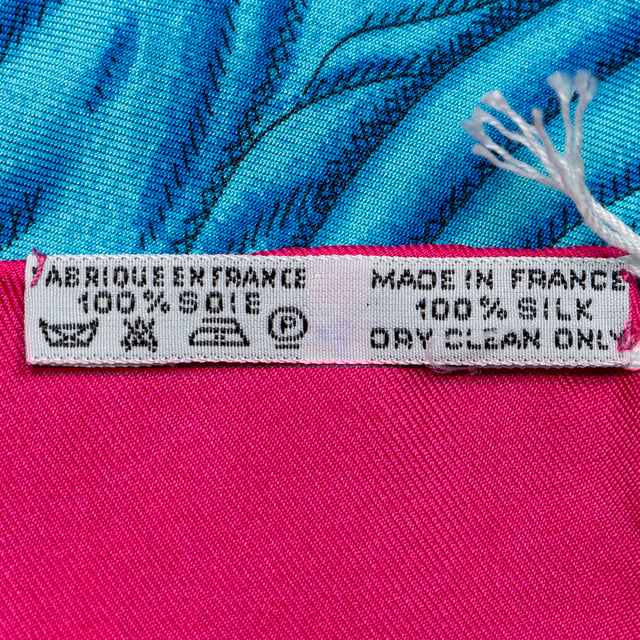 FABRIQUE EN FRANCE
100% SOIE
P
MADE IN FRANCE
100% SILK
DRY CLEAN ONLY